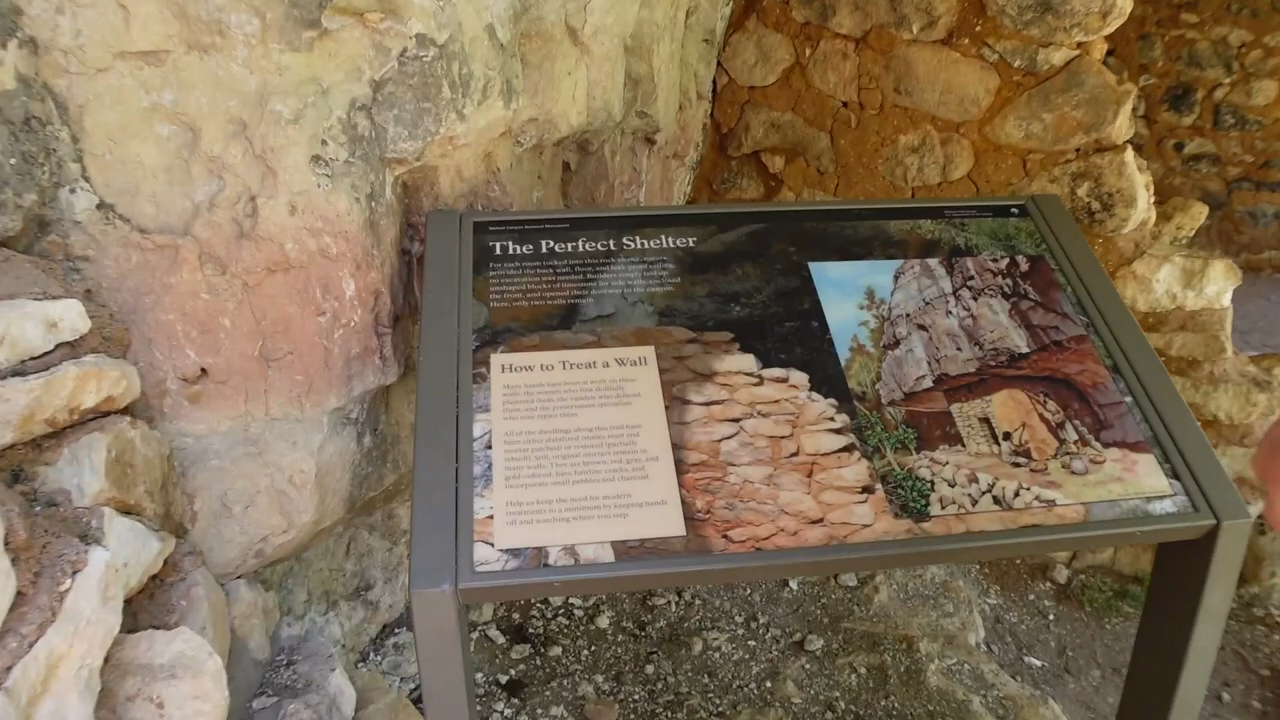 Walnut Canyon National Monument
The Perfect Shelter
For each room tucked into this rock shelter, nature
provided the back wall, floor, and leak-proof ceiling;
no excavation was needed. Builders simply laid up
unshaped blocks of limestone for side walls, enclosed
the front, and opened their doorway to the canyon.
Here, only two walls remain.
How to Treat a Wall
Many hands have been at work on these
walls: the women who first skillfully
plastered them, the vandals who defaced
them, and the preservation specialists
who now repair them.
All of the dwellings along this trail have
been either stabilized (stones reset and
mortar patched) or restored (partially
rebuilt). Still, original mortars remain in
many walls. They are brown, red, gray, and
gold-colored, have hairline cracks, and
incorporate small pebbles and charcoal.
Help us keep the need for modern
treatments to a minimum by keeping hands
off and watching where you step.